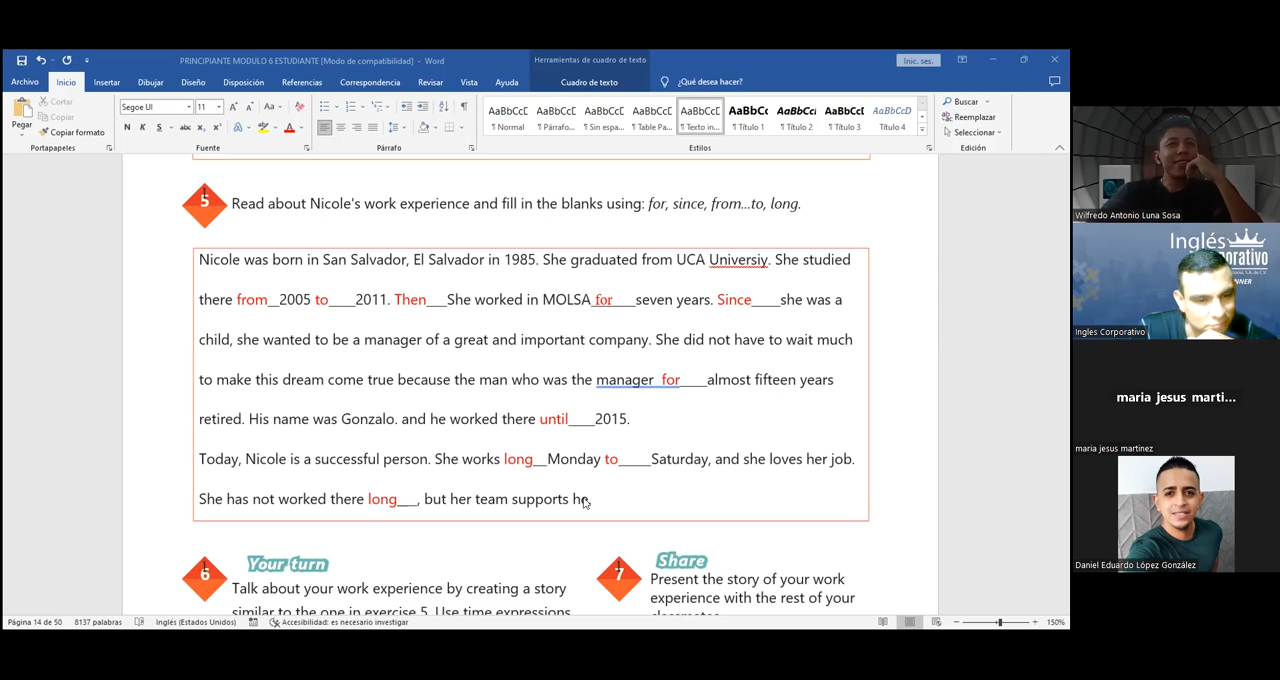 PRINCIPIANTE MODULO 6 ESTUDIANTE [Modo de compatibilidad] - Word
Herramientas de cuadro de texto
Inic. ses.
Archivo Inicio Insertar Dibujar Diseño Disposición Referencias Correspondencia Revisar Vista Ayuda Cuadro de texto ¿Qué desea hacer?
Pegar
Cortar
Copiar
Copiar formato
Segoe UI 11
AaBbCcD ¶ Normal
AaBbCcD ¶ Párrafo...
AaBbCcD ¶ Sin espa...
AaBbCcD ¶ Table Pa...
AaBbCcD ¶ Texto in...
AaBbCc ¶ Título 1
AaBbCcl ¶ Título 2
AaBbCcl ¶ Título 3
AaBbCcD Título 4
Buscar
Reemplazar
Seleccionar
Portapapeles Fuente Párrafo Estilos Edición
5 Read about Nicole's work experience and fill in the blanks using: for, since, from...to, long.
Nicole was born in San Salvador, El Salvador in 1985. She graduated from UCA Universiy. She studied
there from__2005 to____2011. Then___She worked in MOLSA for___seven years. Since____she was a
child, she wanted to be a manager of a great and important company. She did not have to wait much
to make this dream come true because the man who was the manager for____almost fifteen years
retired. His name was Gonzalo. and he worked there until____2015.
Today, Nicole is a successful person. She works long__Monday to_____Saturday, and she loves her job.
She has not worked there long___, but her team supports he
6 Your turn
Talk about your work experience by creating a story
similar to the one in exercise 5. Use time expressions
7 Share
Present the story of your work
experience with the rest of your
Página 14 de 50 8137 palabras Inglés (Estados Unidos) Accesibilidad: es necesario investigar 150%
Wilfredo Antonio Luna Sosa
Inglés
Ingles Corporativo
maria jesus marti...
maria jesus martinez
Daniel Eduardo López González